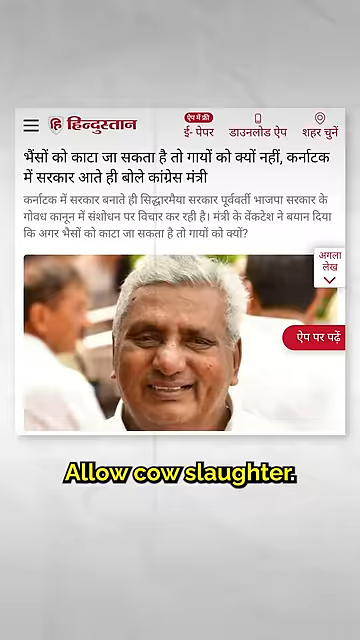 हि हिन्दुस्तान
ऐप में फ्री
ई- पेपर
डाउनलोड ऐप
शहर चुनें
भैंसों को काटा जा सकता है तो गायों को क्यों नहीं, कर्नाटक
में सरकार आते ही बोले कांग्रेस मंत्री
कर्नाटक में सरकार बनाते ही सिद्धारमैया सरकार पूर्ववर्ती भाजपा सरकार के
गोवध कानून में संशोधन पर विचार कर रही है। मंत्री के वेंकटेश ने बयान दिया
कि अगर भैसों को काटा जा सकता है तो गायों को क्यों?
अगला
लेख
ऐप पर पढ़ें
Allow cow slaughter.